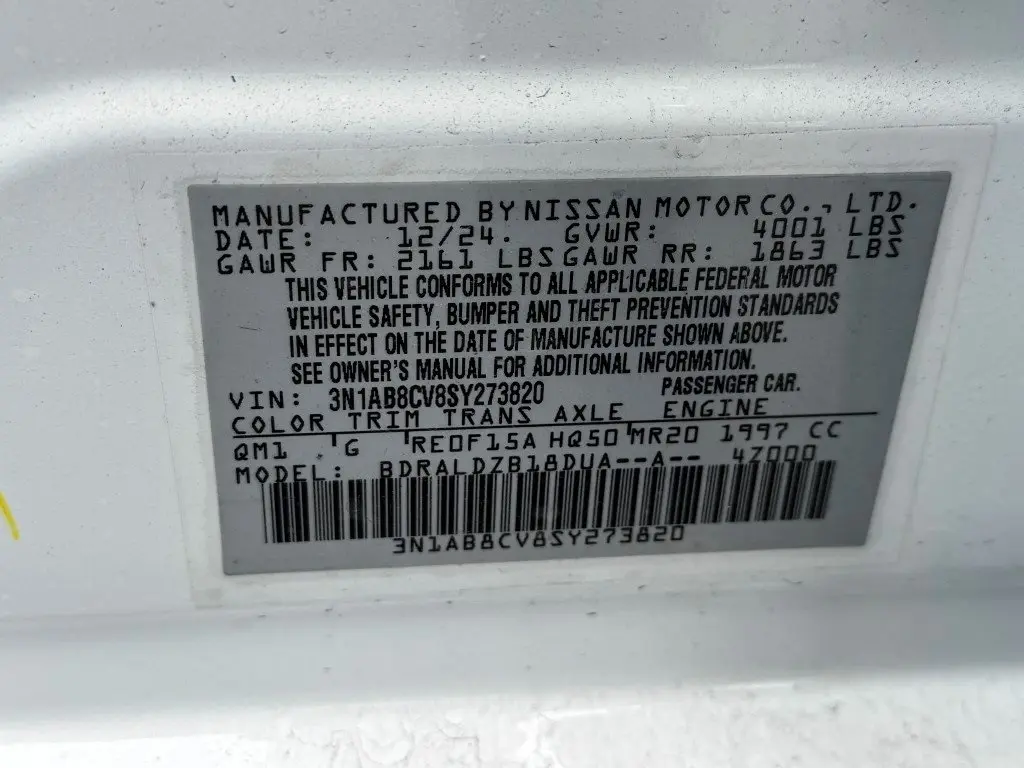 MANUFACTURED BY NISSAN MOTOR CO., LTD.
DATE: 12/24. GVWR: 4001 LBS
GAWR FR: 2161 LBS GAWR RR: 1863 LBS
THIS VEHICLE CONFORMS TO ALL APPLICABLE FEDERAL MOTOR
VEHICLE SAFETY, BUMPER AND THEFT PREVENTION STANDARDS
IN EFFECT ON THE DATE OF MANUFACTURE SHOWN ABOVE.
SEE OWNER'S MANUAL FOR ADDITIONAL INFORMATION.
VIN: 3N1AB8CV8SY273820 PASSENGER CAR.
COLOR TRIM TRANS AXLE ENGINE
QM1 'G 'RE0F15A HQ50'MR20 1997 CC
MODEL: BDRALDZB18DUA--A-- 4Z000
3N1AB8CV8SY273820